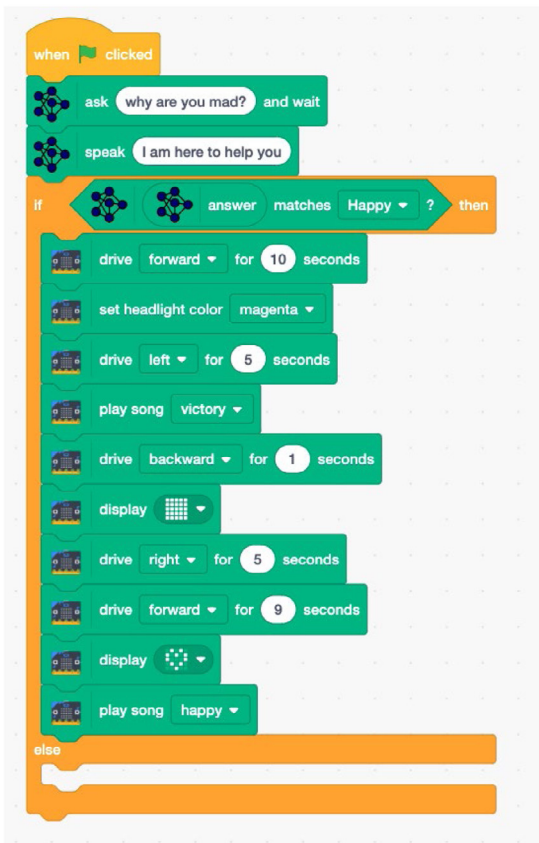 when clicked
ask why are you mad? and wait
speak I am here to help you
if answer matches Happy ? then
drive forward for 10 seconds
set headlight color magenta
drive left for 5 seconds
play song victory
drive backward for 1 seconds
display
drive right for 5 seconds
drive forward for 9 seconds
display
play song happy
else